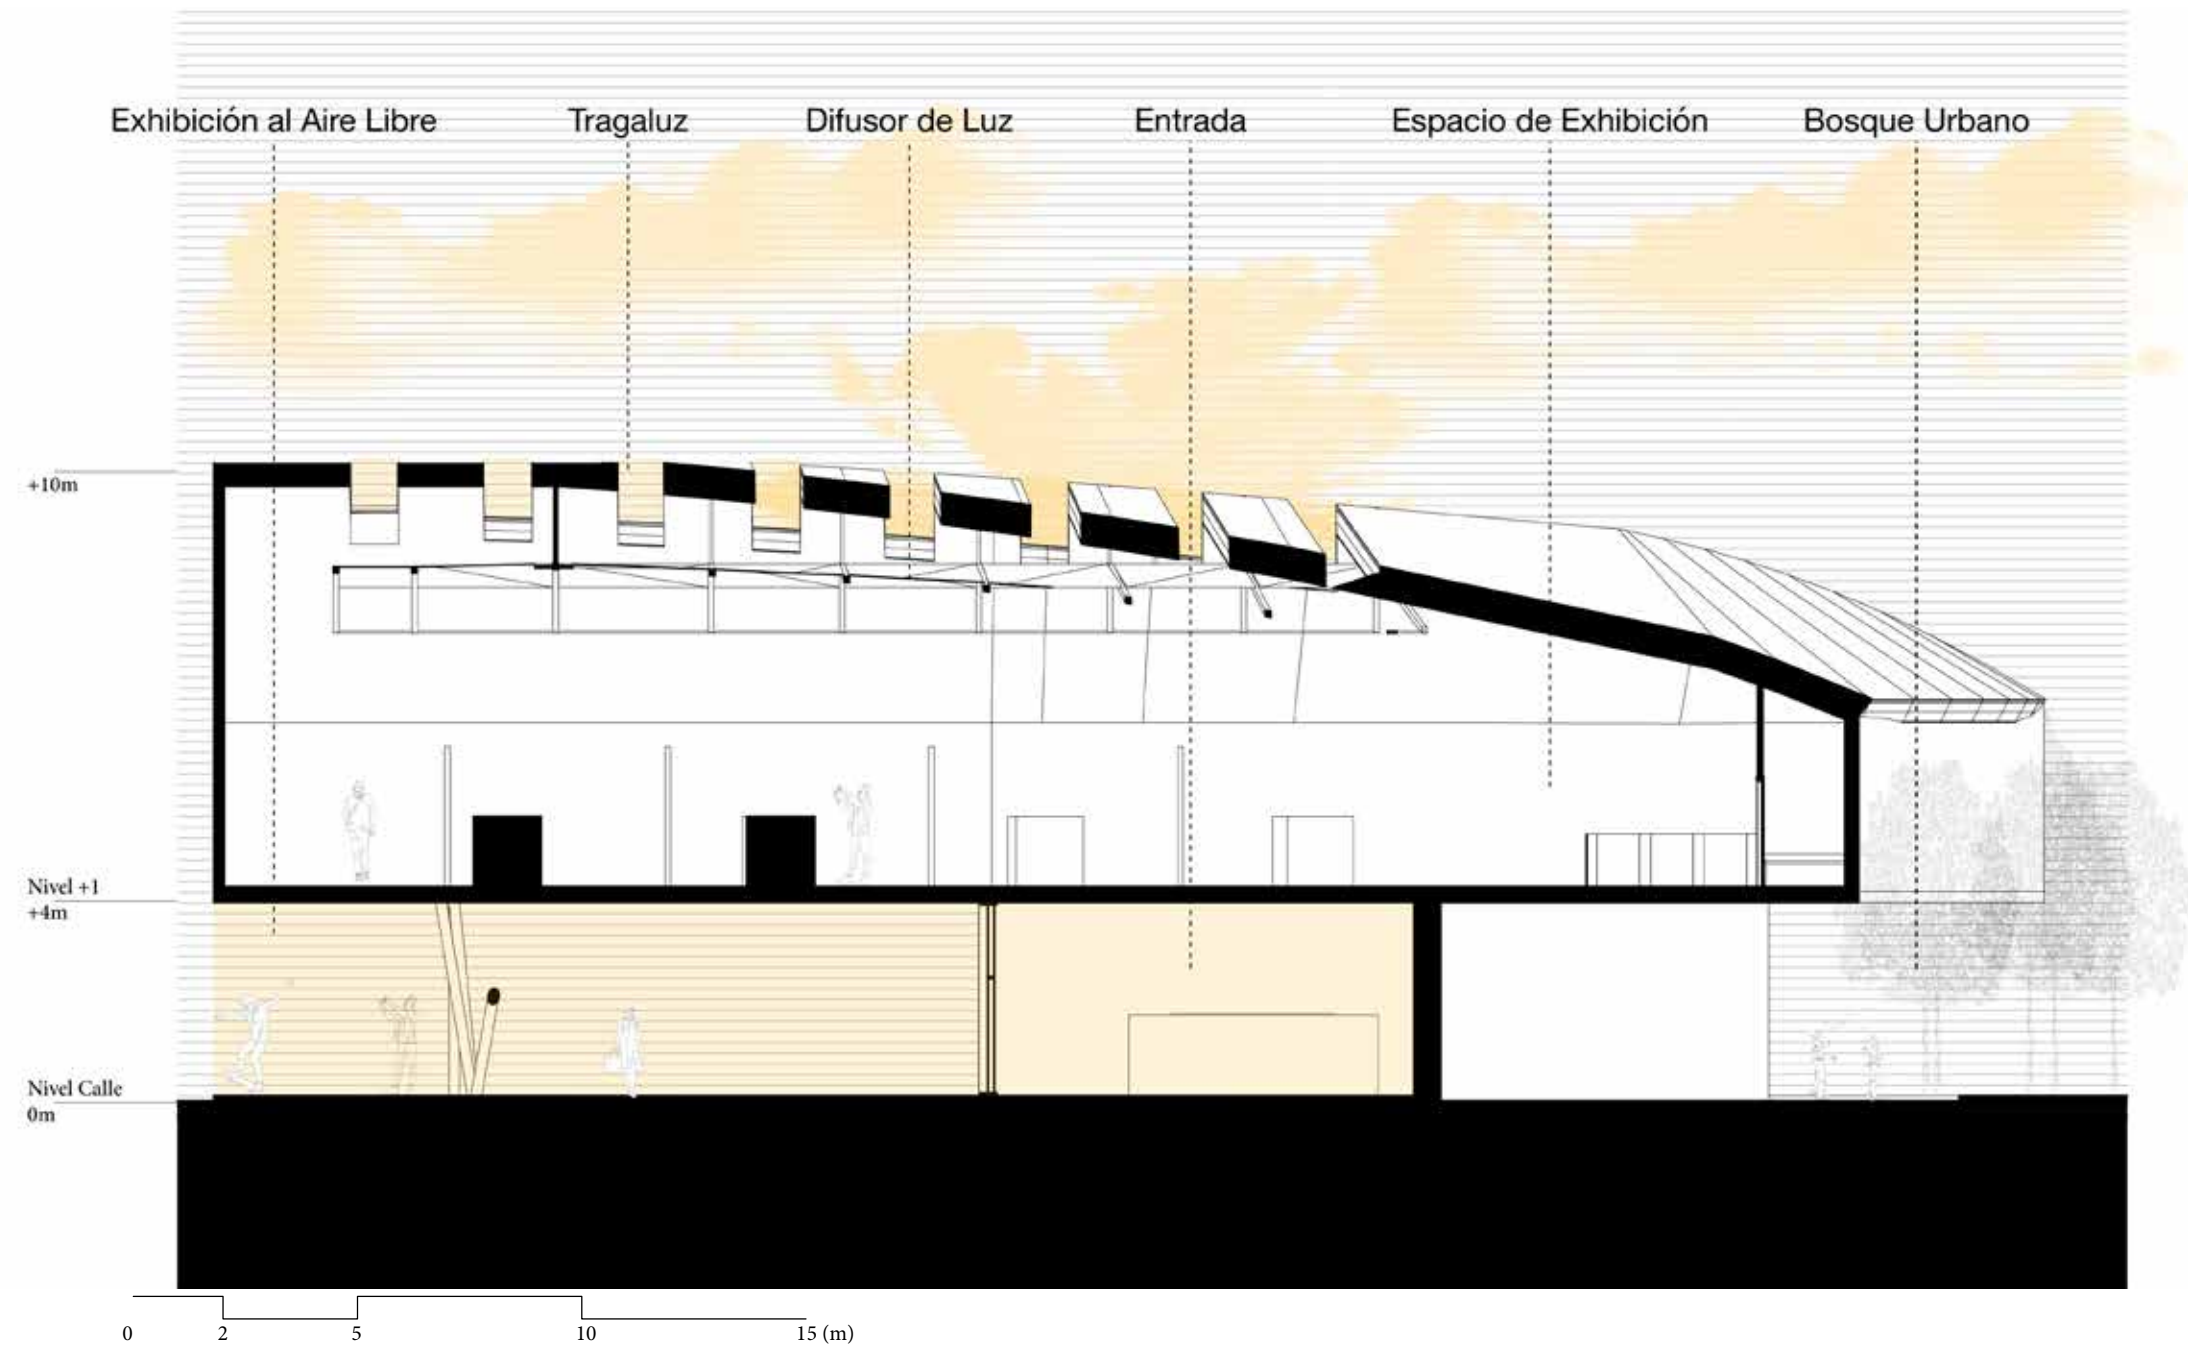 Exhibición al Aire Libre
Tragaluz
Difusor de Luz
Entrada
Espacio de Exhibición
Bosque Urbano
+10m
Nivel +1
+4m
Nivel Calle
0m
0 2 5 10 15 (m)